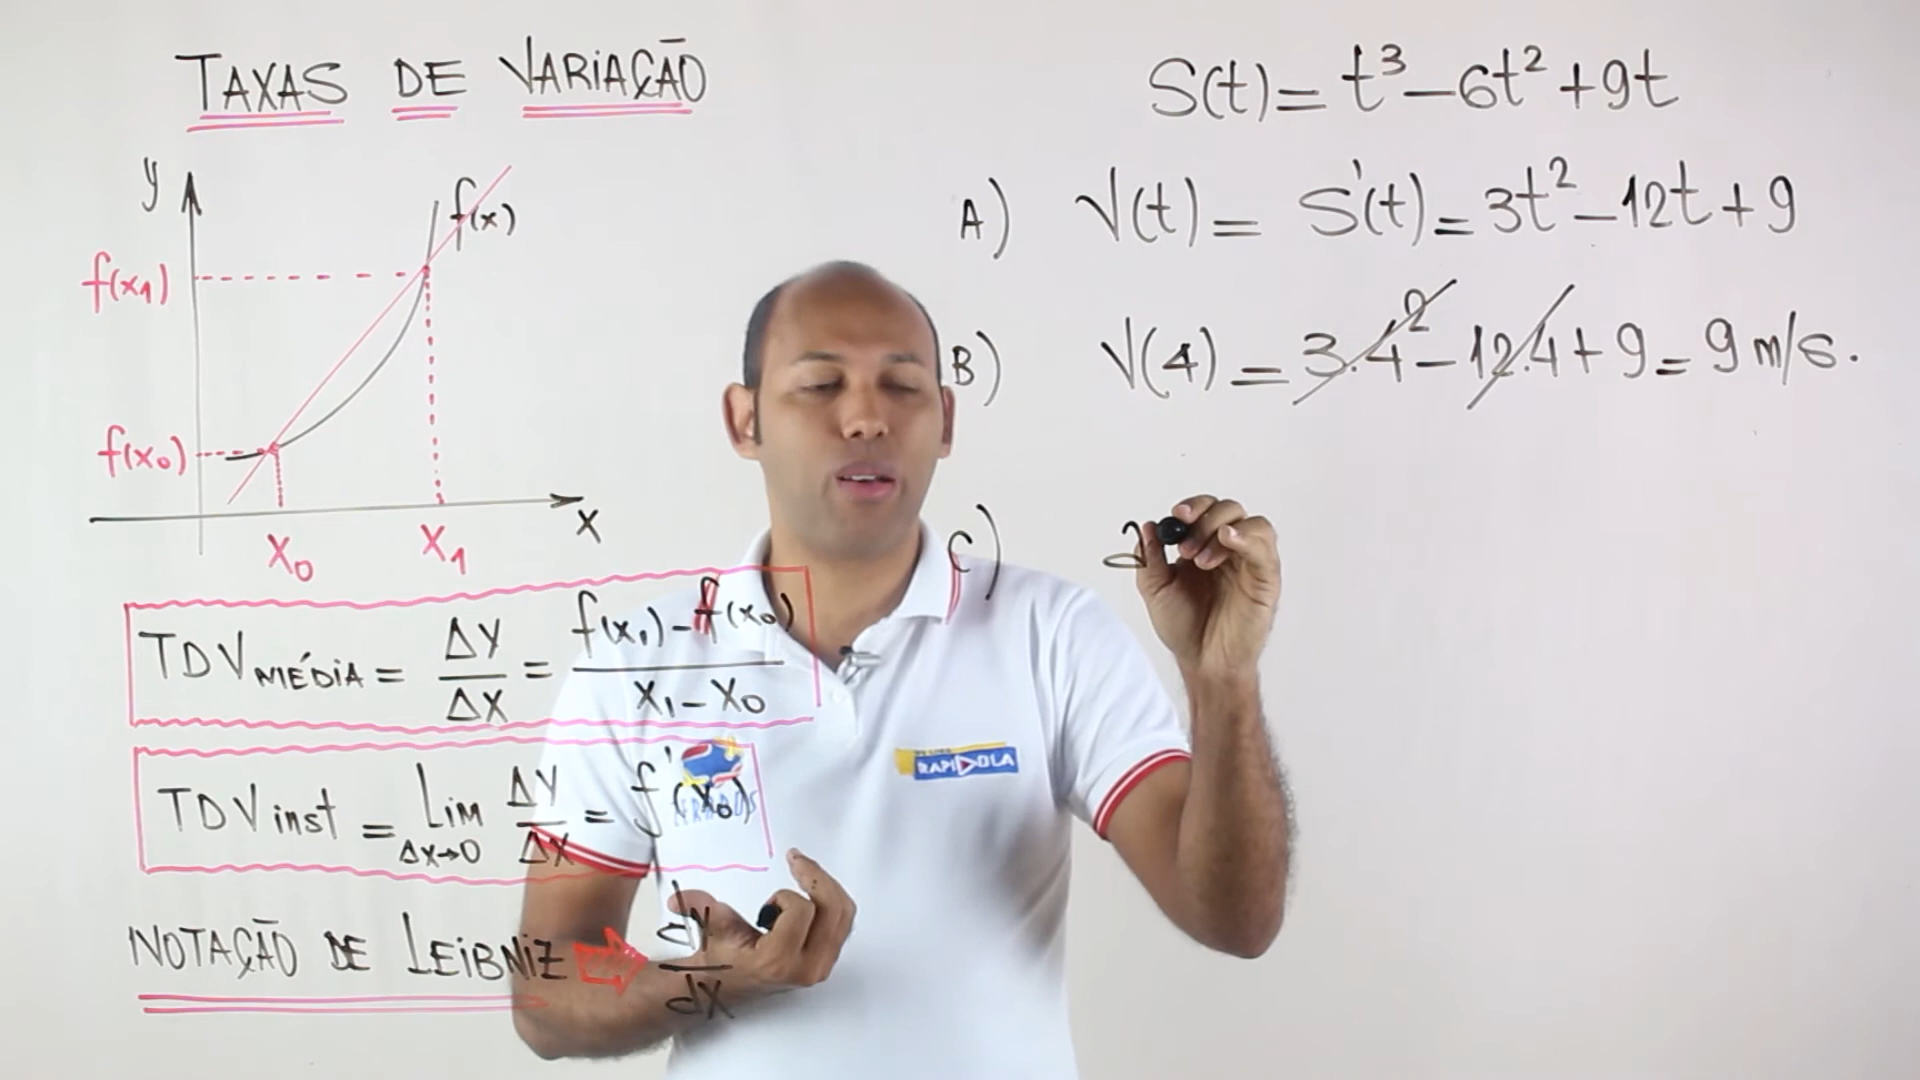 TAXAS DE VARIAÇÃO
y
f(x)
f(x₁)
f(x₀)
x
x₀ x₁
TDV MÉDIA = ΔY/ΔX = f(x₁) - f(x₀) / x₁ - x₀
TDV inst = Lim Δx→0 ΔY/ΔX = f'(x₀)
NOTAÇÃO DE LEIBNIZ ⇨ dy/dx
S(t) = t³ - 6t² + 9t
A) V(t) = S'(t) = 3t² - 12t + 9
B) V(4) = 3.4² - 12.4 + 9 = 9 m/s.
C)
RAPIDOLA